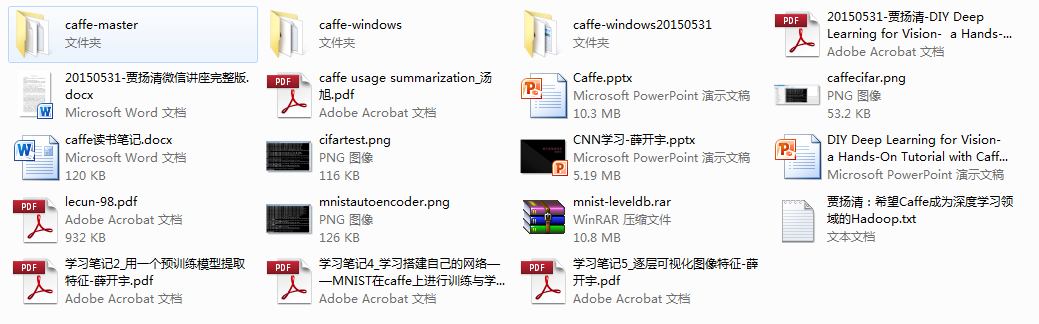 caffe-master
文件夹
caffe-windows
文件夹
caffe-windows20150531
文件夹
20150531-贾扬清-DIY Deep
Learning for Vision- a Hands-...
Adobe Acrobat 文档
20150531-贾扬清微信讲座完整版.
docx
Microsoft Word 文档
caffe usage summarization_汤
旭.pdf
Adobe Acrobat 文档
Caffe.pptx
Microsoft PowerPoint 演示文稿
10.3 MB
caffecifar.png
PNG 图像
53.2 KB
caffe读书笔记.docx
Microsoft Word 文档
120 KB
cifartest.png
PNG 图像
116 KB
CNN学习-薛开宇.pptx
Microsoft PowerPoint 演示文稿
5.19 MB
DIY Deep Learning for Vision-
a Hands-On Tutorial with Caff...
Microsoft PowerPoint 演示文稿
lecun-98.pdf
Adobe Acrobat 文档
932 KB
mnistautoencoder.png
PNG 图像
126 KB
mnist-leveldb.rar
WinRAR 压缩文件
10.8 MB
贾扬清：希望Caffe成为深度学习领
域的Hadoop.txt
文本文档
学习笔记2_用一个预训练模型提取
特征-薛开宇.pdf
Adobe Acrobat 文档
学习笔记4_学习搭建自己的网络—
—MNIST在caffe上进行训练与学...
Adobe Acrobat 文档
学习笔记5_逐层可视化图像特征-薛
开宇.pdf
Adobe Acrobat 文档